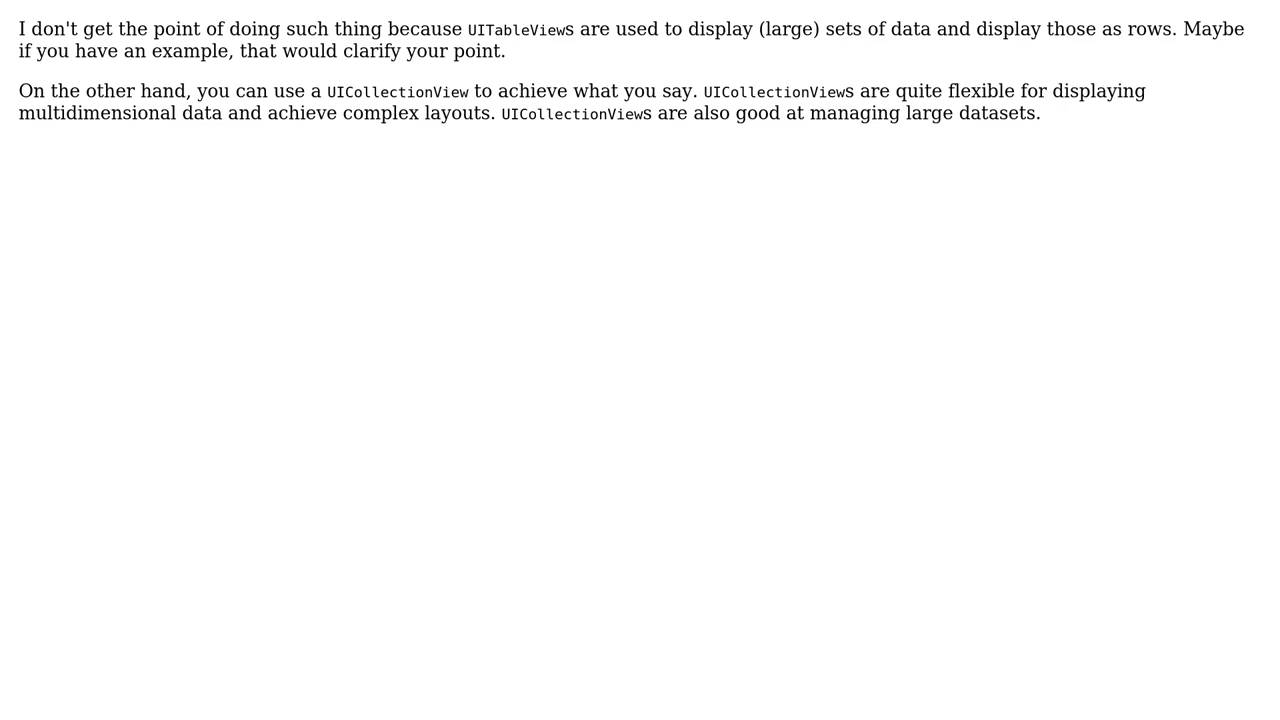 I don't get the point of doing such thing because UITableViews are used to display (large) sets of data and display those as rows. Maybe
if you have an example, that would clarify your point.
On the other hand, you can use a UICollectionView to achieve what you say. UICollectionViews are quite flexible for displaying
multidimensional data and achieve complex layouts. UICollectionViews are also good at managing large datasets.